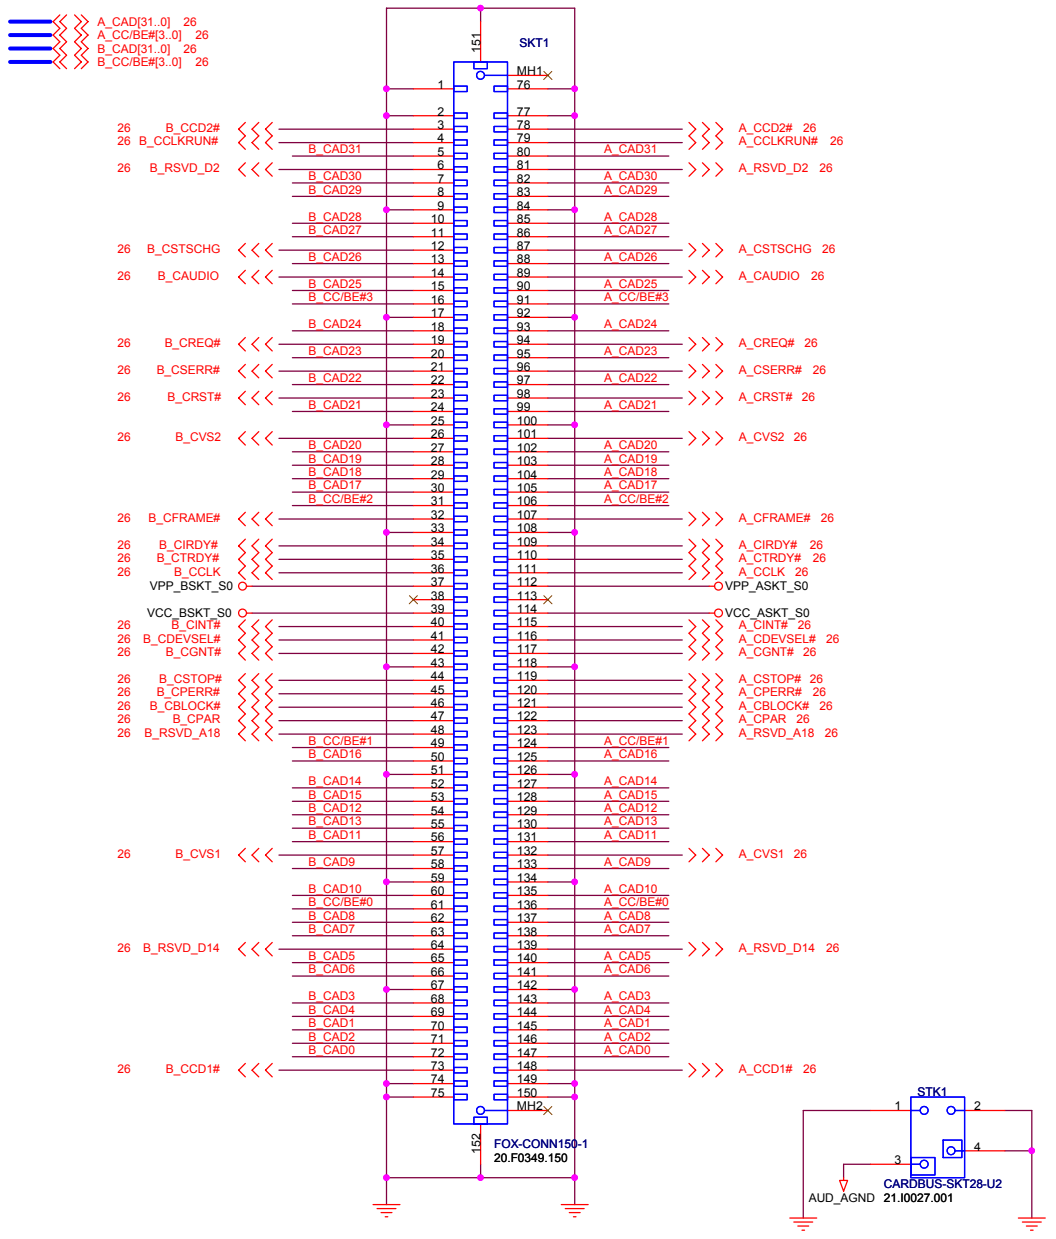 A_CAD[31..0] 26
A_CC/BE#[3..0] 26
B_CAD[31..0] 26
B_CC/BE#[3..0] 26
151
SKT1
MH1
1 76
2 77
26 B_CCD2# 3 78 A_CCD2# 26
26 B_CCLKRUN# 4 79 A_CCLKRUN# 26
B_CAD31 5 80 A_CAD31
26 B_RSVD_D2 6 81 A_RSVD_D2 26
B_CAD30 7 82 A_CAD30
B_CAD29 8 83 A_CAD29
9 84
B_CAD28 10 85 A_CAD28
B_CAD27 11 86 A_CAD27
26 B_CSTSCHG 12 87 A_CSTSCHG 26
B_CAD26 13 88 A_CAD26
26 B_CAUDIO 14 89 A_CAUDIO 26
B_CAD25 15 90 A_CAD25
B_CC/BE#3 16 91 A_CC/BE#3
17 92
B_CAD24 18 93 A_CAD24
26 B_CREQ# 19 94 A_CREQ# 26
B_CAD23 20 95 A_CAD23
26 B_CSERR# 21 96 A_CSERR# 26
B_CAD22 22 97 A_CAD22
26 B_CRST# 23 98 A_CRST# 26
B_CAD21 24 99 A_CAD21
25 100
26 B_CVS2 26 101 A_CVS2 26
B_CAD20 27 102 A_CAD20
B_CAD19 28 103 A_CAD19
B_CAD18 29 104 A_CAD18
B_CAD17 30 105 A_CAD17
B_CC/BE#2 31 106 A_CC/BE#2
26 B_CFRAME# 32 107 A_CFRAME# 26
33 108
26 B_CIRDY# 34 109 A_CIRDY# 26
26 B_CTRDY# 35 110 A_CTRDY# 26
26 B_CCLK 36 111 A_CCLK 26
VPP_BSKT_S0 37 112 VPP_ASKT_S0
38 113
VCC_BSKT_S0 39 114 VCC_ASKT_S0
26 B_CINT# 40 115 A_CINT# 26
26 B_CDEVSEL# 41 116 A_CDEVSEL# 26
26 B_CGNT# 42 117 A_CGNT# 26
43 118
26 B_CSTOP# 44 119 A_CSTOP# 26
26 B_CPERR# 45 120 A_CPERR# 26
26 B_CBLOCK# 46 121 A_CBLOCK# 26
26 B_CPAR 47 122 A_CPAR 26
26 B_RSVD_A18 48 123 A_RSVD_A18 26
B_CC/BE#1 49 124 A_CC/BE#1
B_CAD16 50 125 A_CAD16
51 126
B_CAD14 52 127 A_CAD14
B_CAD15 53 128 A_CAD15
B_CAD12 54 129 A_CAD12
B_CAD13 55 130 A_CAD13
B_CAD11 56 131 A_CAD11
26 B_CVS1 57 132 A_CVS1 26
B_CAD9 58 133 A_CAD9
59 134
B_CAD10 60 135 A_CAD10
B_CC/BE#0 61 136 A_CC/BE#0
B_CAD8 62 137 A_CAD8
B_CAD7 63 138 A_CAD7
26 B_RSVD_D14 64 139 A_RSVD_D14 26
B_CAD5 65 140 A_CAD5
B_CAD6 66 141 A_CAD6
67 142
B_CAD3 68 143 A_CAD3
B_CAD4 69 144 A_CAD4
B_CAD1 70 145 A_CAD1
B_CAD2 71 146 A_CAD2
B_CAD0 72 147 A_CAD0
26 B_CCD1# 73 148 A_CCD1# 26
74 149
75 150
MH2
152
FOX-CONN150-1
20.F0349.150
STK1
1 2
4
3
CARDBUS-SKT28-U2
AUD_AGND 21.I0027.001